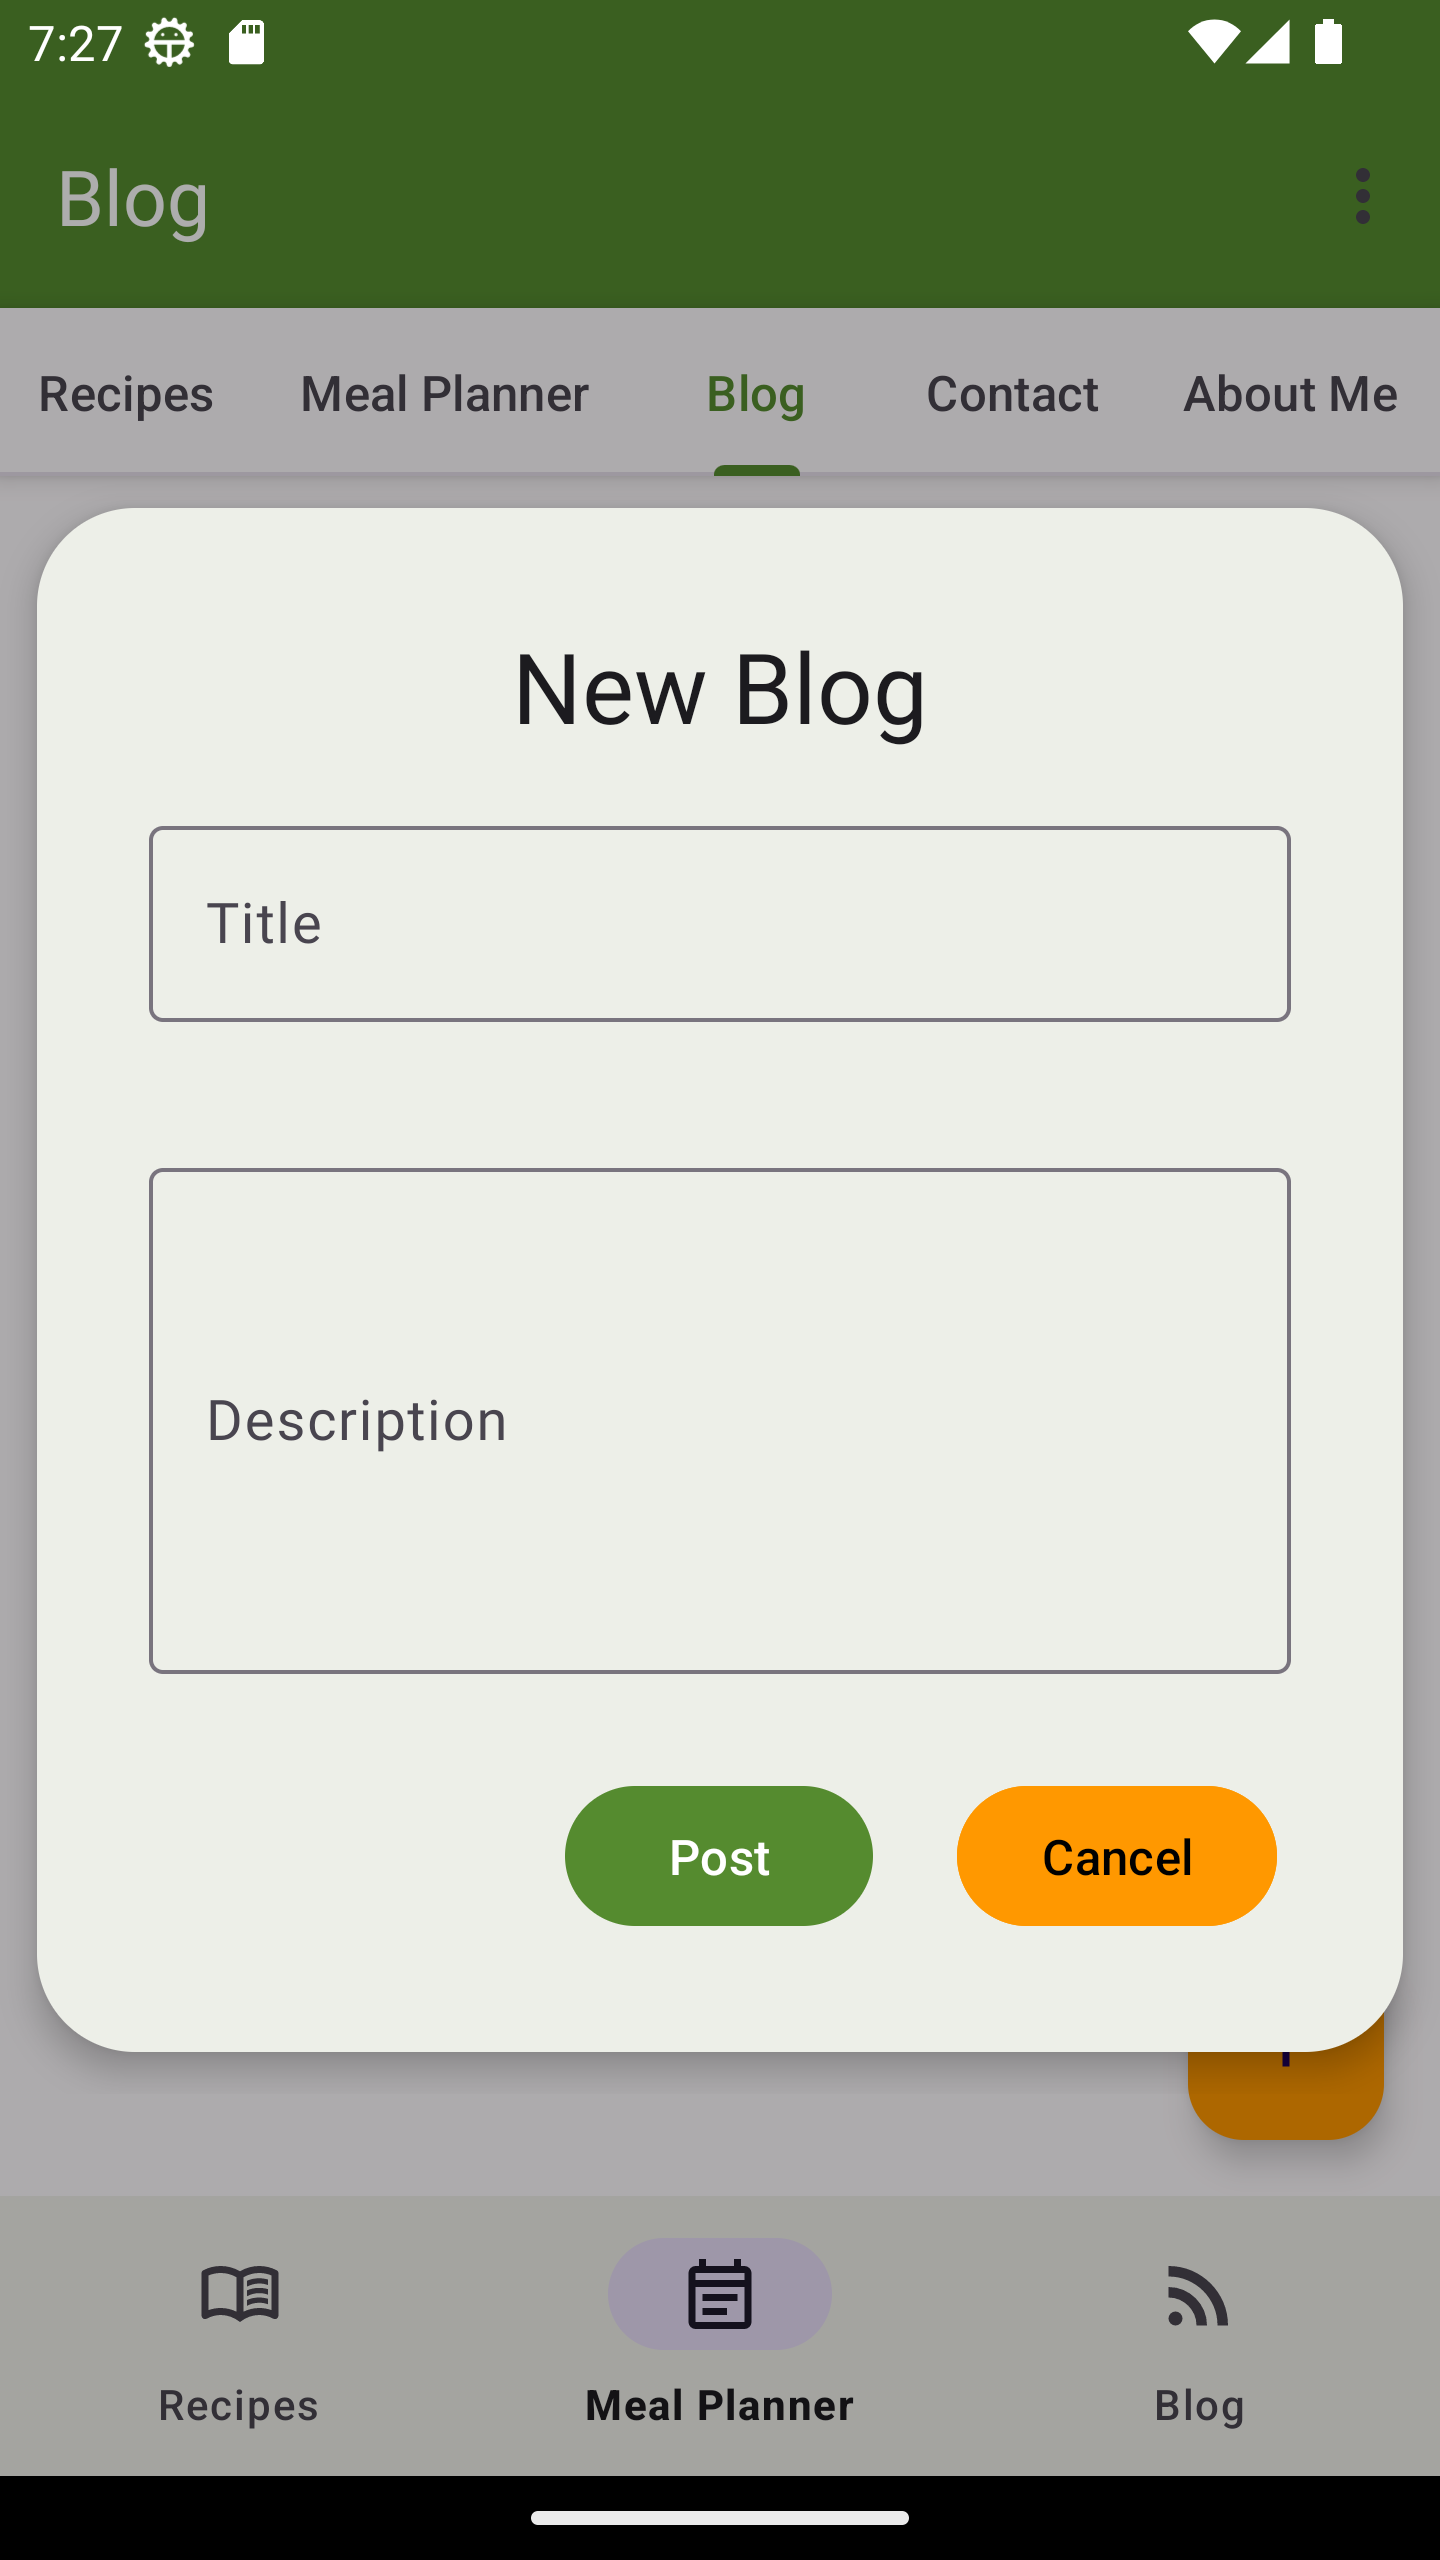 7:27
Blog
Recipes Meal Planner Blog Contact About Me
New Blog
Title
Description
Post Cancel
Recipes Meal Planner Blog